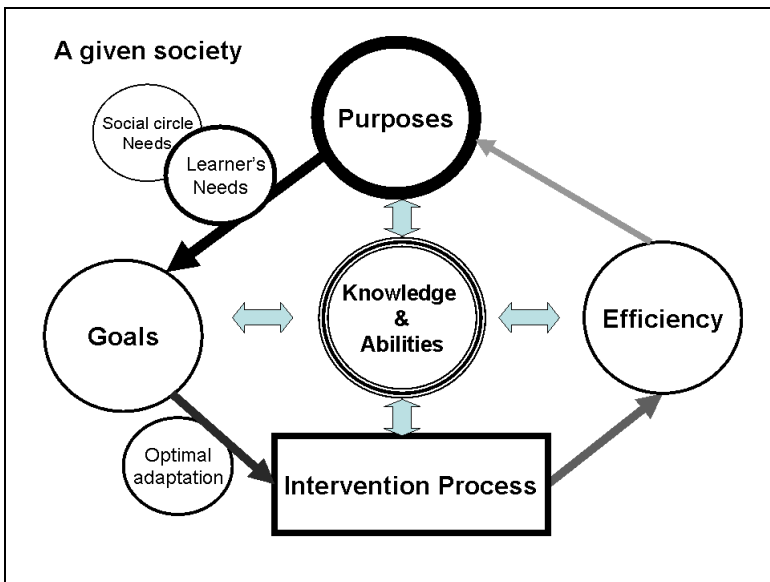 A given society
Purposes
Social circle
Needs
Learner's
Needs
Knowledge
&
Abilities
Goals
Efficiency
Optimal
adaptation
Intervention Process